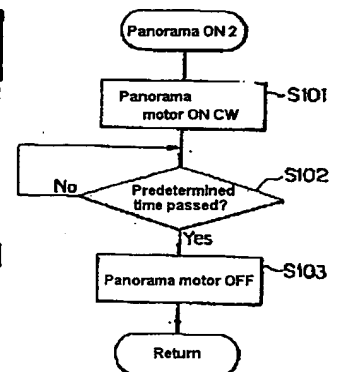 Panorama ON 2
Panorama
motor ON CW
S101
Predetermined
time passed?
S102
No
Yes
Panorama motor OFF
S103
Return